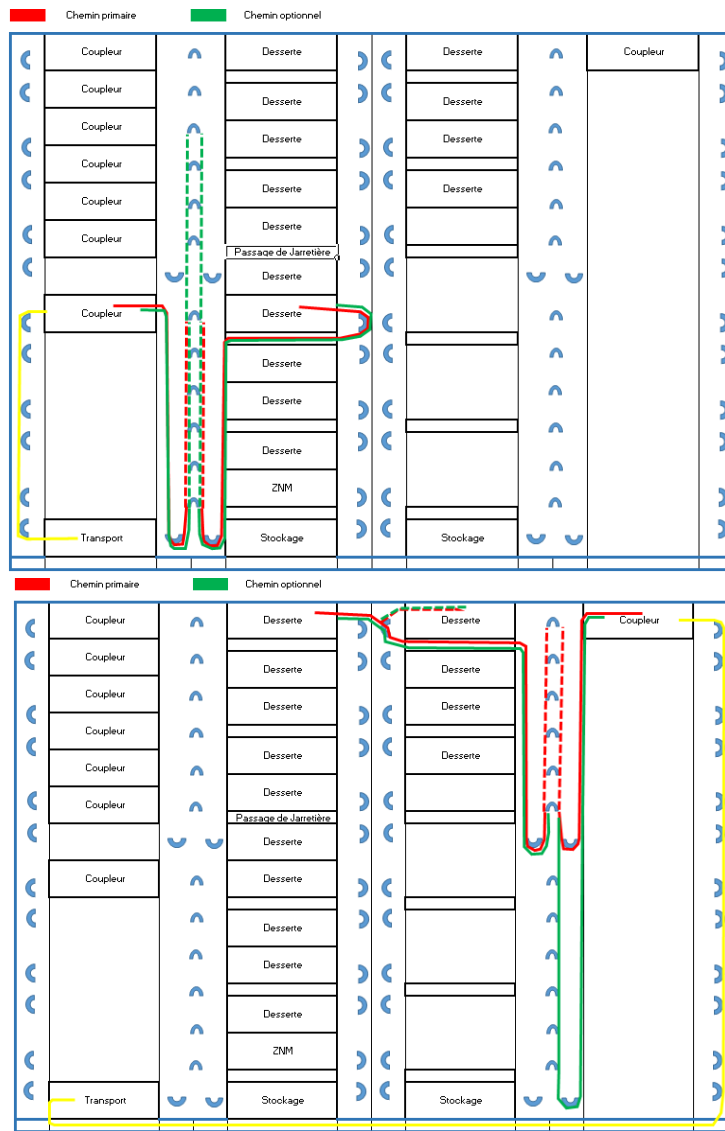 Chemin primaire
Chemin optionnel
Coupleur
Desserte
Desserte
Coupleur
Coupleur
Desserte
Desserte
Coupleur
Desserte
Desserte
Coupleur
Desserte
Desserte
Coupleur
Desserte
Coupleur
Passage de Jarretière
Desserte
Coupleur
Desserte
Desserte
Desserte
Desserte
ZNM
Transport
Stockage
Chemin primaire
Chemin optionnel
Coupleur
Desserte
Desserte
Coupleur
Coupleur
Desserte
Desserte
Coupleur
Desserte
Desserte
Coupleur
Desserte
Desserte
Coupleur
Desserte
Coupleur
Passage de Jarretière
Desserte
Coupleur
Desserte
Desserte
Desserte
Desserte
ZNM
Transport
Stockage
Stockage